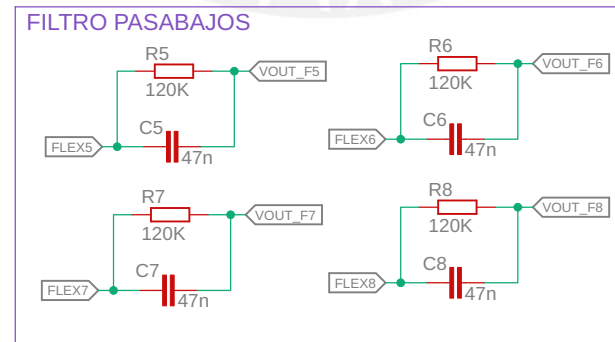 FILTRO PASABAJOS
R5
120K
VOUT_F5
C5
47n
FLEX5
R6
120K
VOUT_F6
C6
47n
FLEX6
R7
120K
VOUT_F7
C7
47n
FLEX7
R8
120K
VOUT_F8
C8
47n
FLEX8